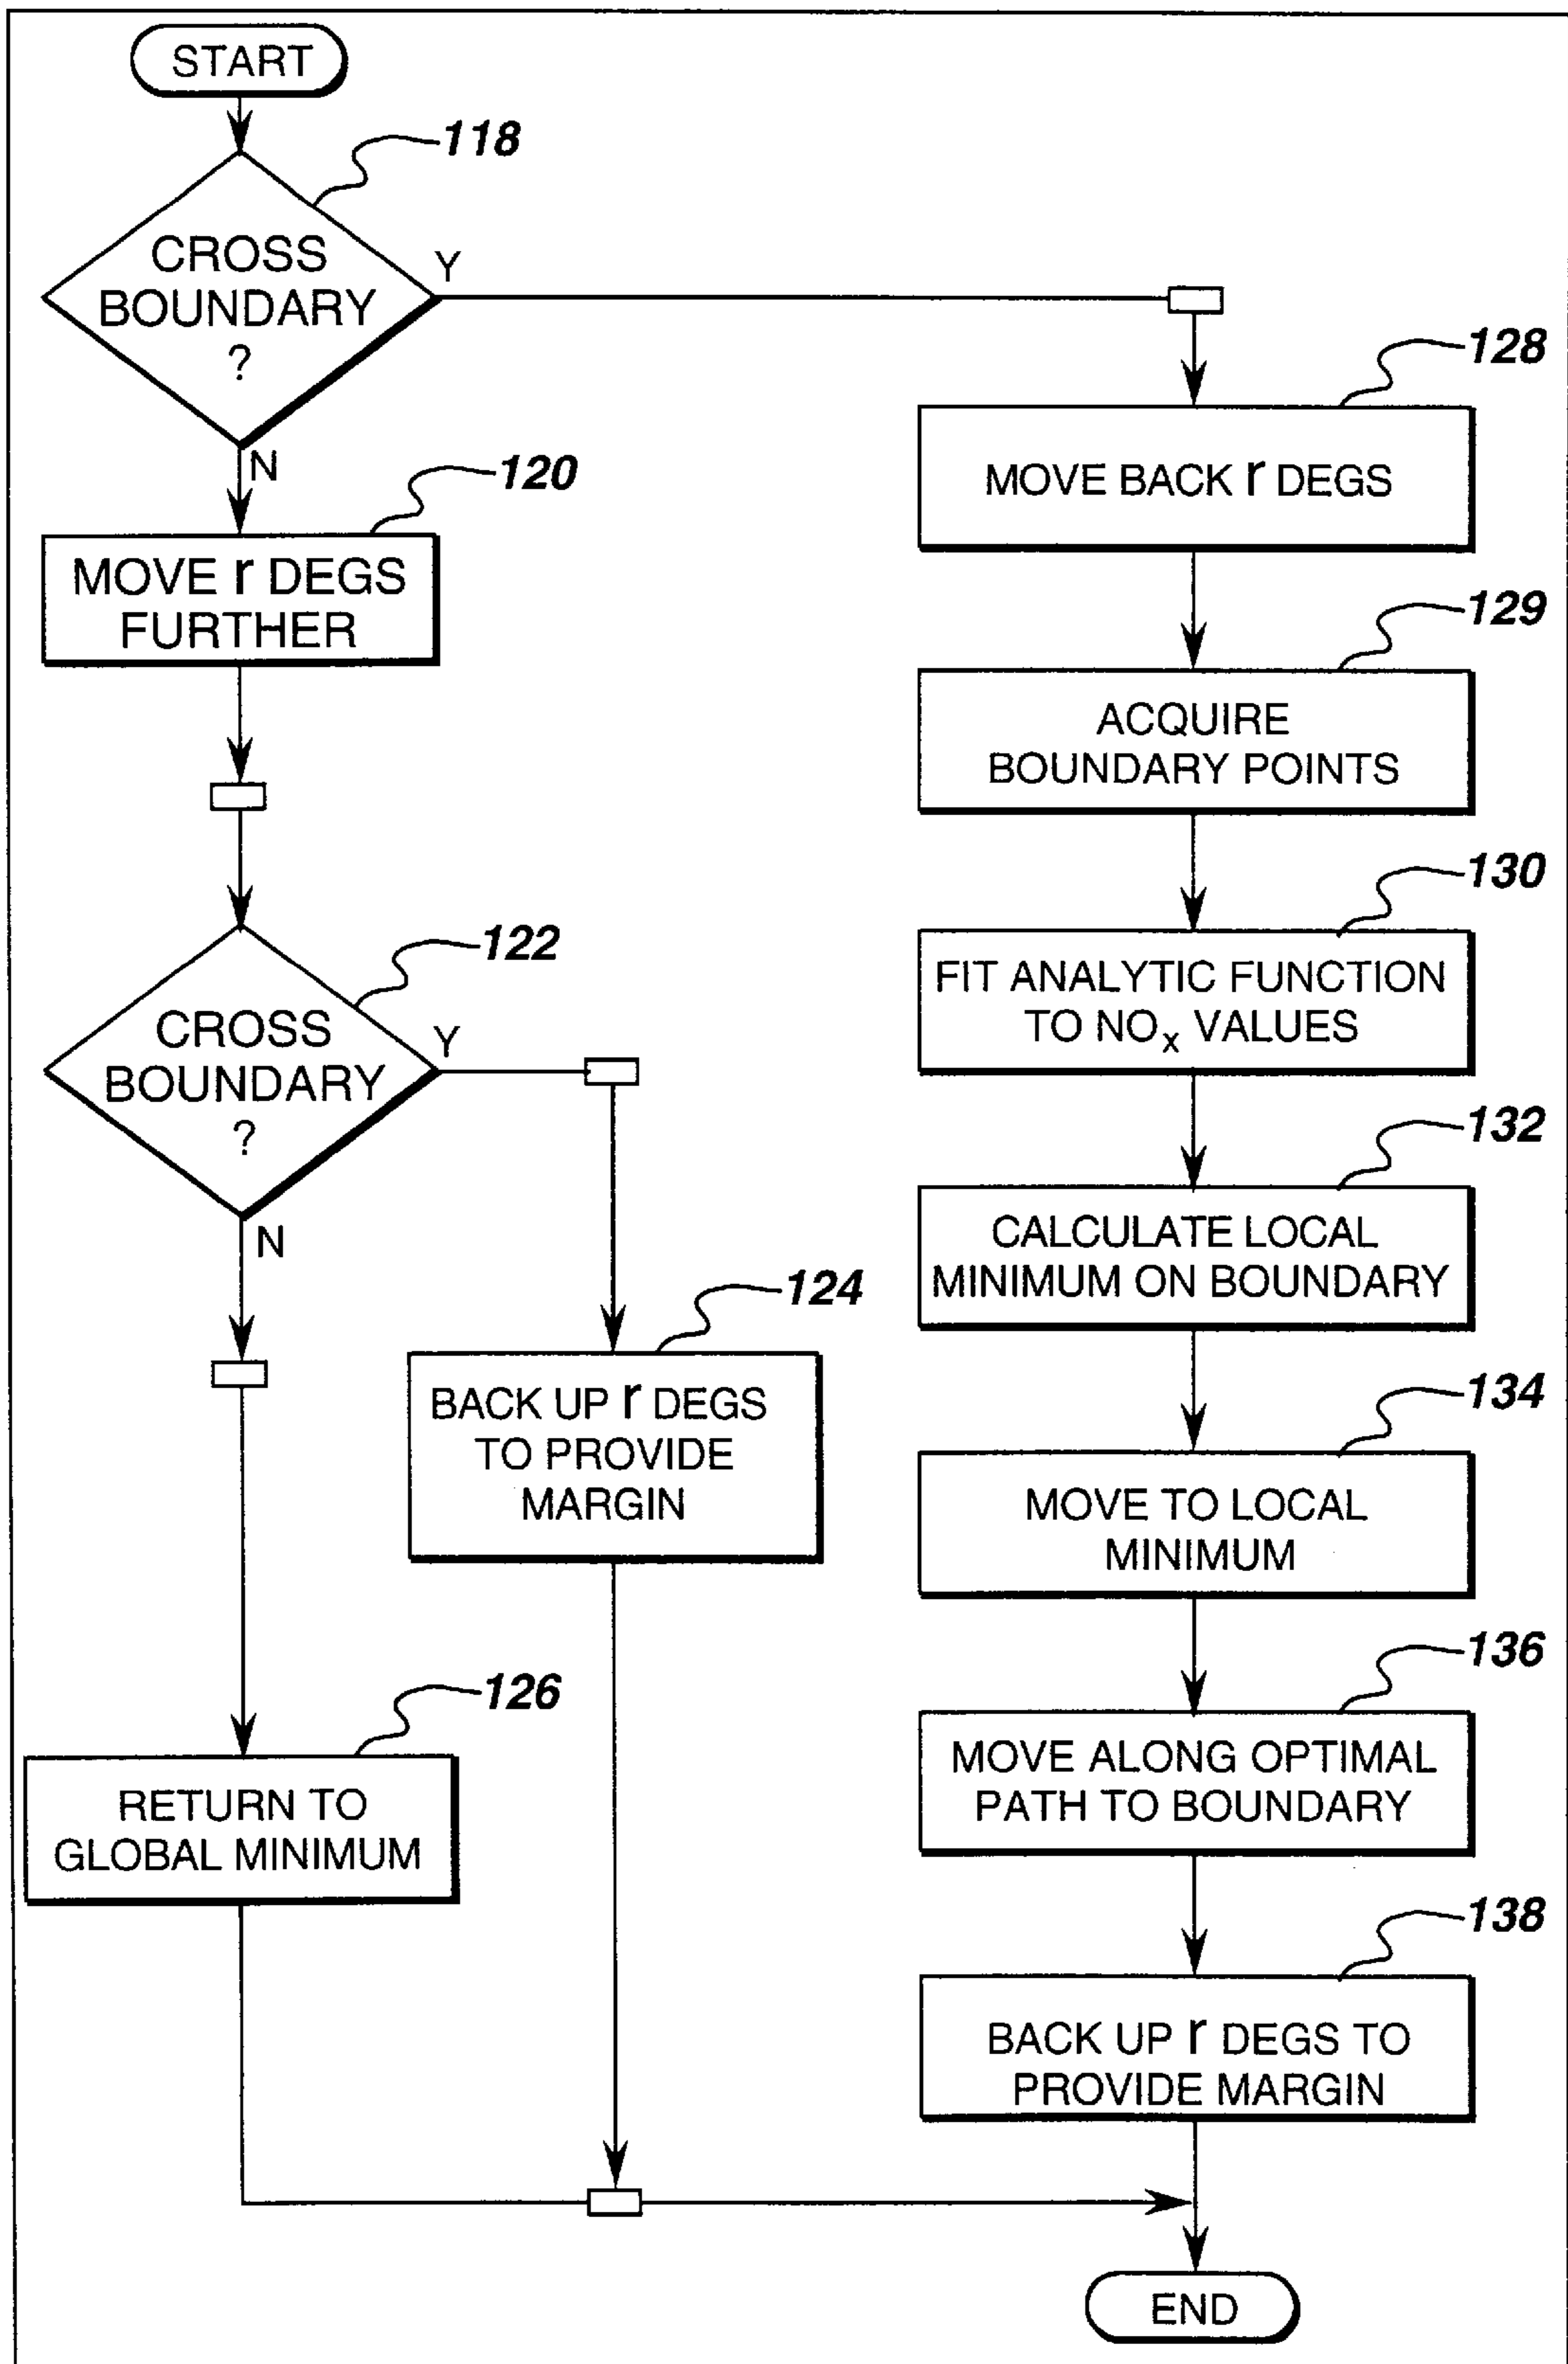 START
118
CROSS
BOUNDARY
?
Y
N
120
MOVE r DEGS
FURTHER
122
CROSS
BOUNDARY
?
Y
N
124
BACK UP r DEGS
TO PROVIDE
MARGIN
126
RETURN TO
GLOBAL MINIMUM
128
MOVE BACK r DEGS
129
ACQUIRE
BOUNDARY POINTS
130
FIT ANALYTIC FUNCTION
TO NOx VALUES
132
CALCULATE LOCAL
MINIMUM ON BOUNDARY
134
MOVE TO LOCAL
MINIMUM
136
MOVE ALONG OPTIMAL
PATH TO BOUNDARY
138
BACK UP r DEGS TO
PROVIDE MARGIN
END